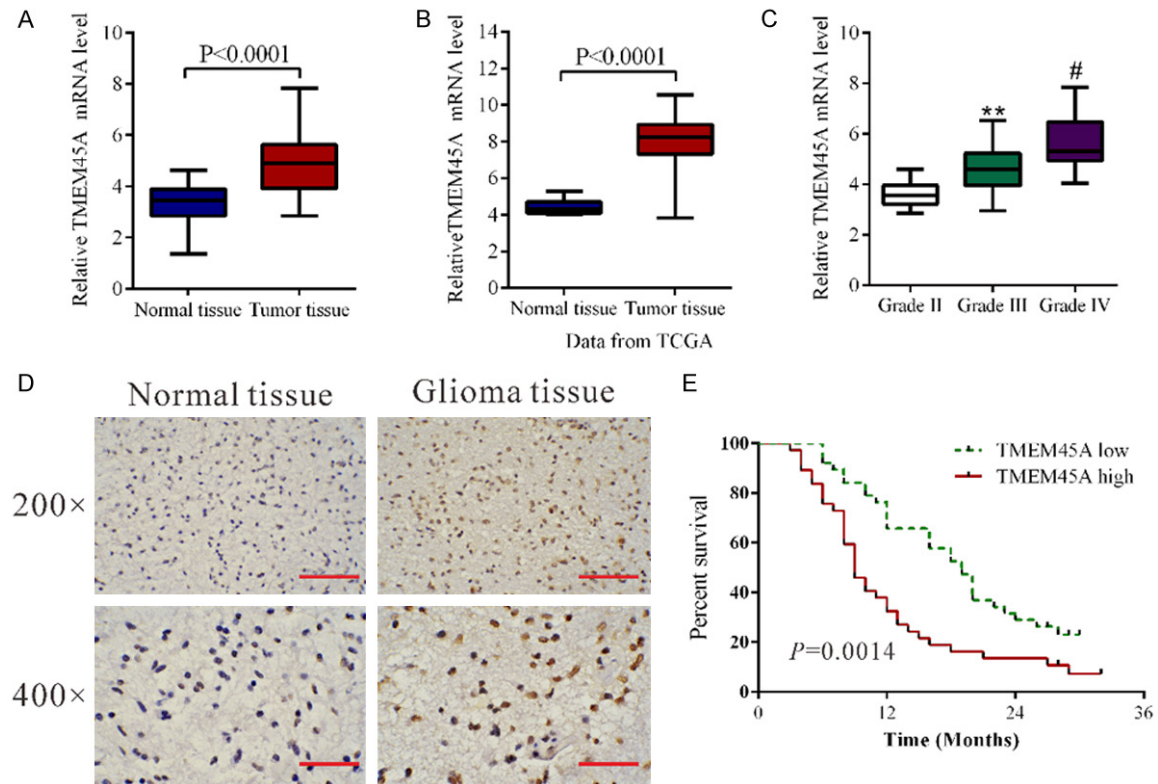 A
Relative TMEM45A mRNA level
10
8
6
4
2
0
P<0.0001
Normal tissue Tumor tissue
B
RelativeTMEM45A mRNA level
14
12
10
8
6
4
2
0
P<0.0001
Normal tissue Tumor tissue
Data from TCGA
C
Relative TMEM45A mRNA level
10
8
6
4
2
0
**
#
Grade II Grade III Grade IV
D
Normal tissue Glioma tissue
200×
400×
E
Percent survival
100
80
60
40
20
0
TMEM45A low
TMEM45A high
P=0.0014
0 12 24 36
Time (Months)